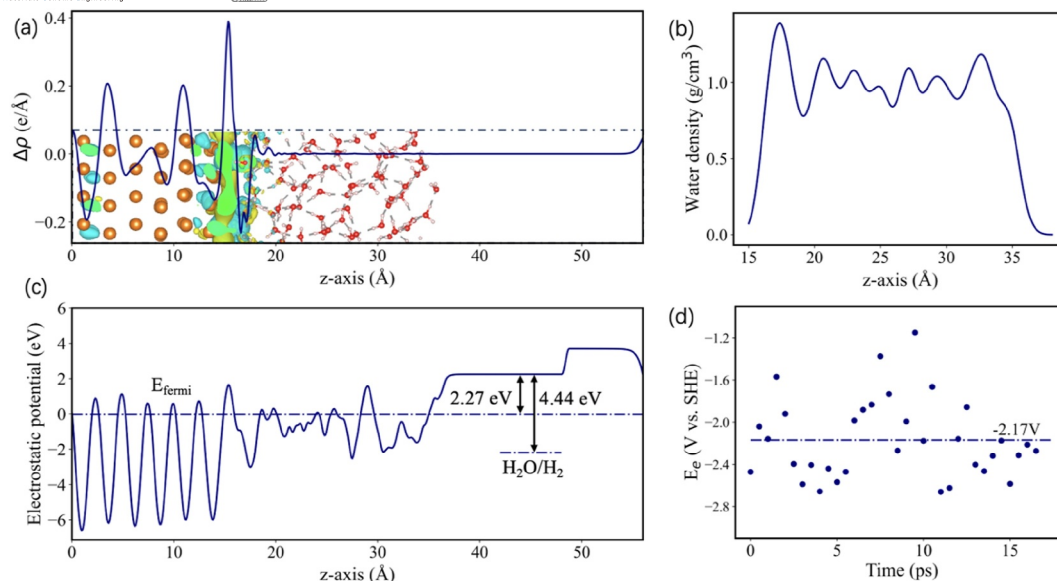 (a)
0.4
0.2
0.0
−0.2
Δρ (e/Å)
0
10
20
30
40
50
z-axis (Å)
(b)
1.0
0.5
0.0
Water density (g/cm³)
15
20
25
30
35
z-axis (Å)
(c)
6
4
2
0
−2
−4
−6
Electrostatic potential (eV)
E_fermi
2.27 eV
4.44 eV
H₂O/H₂
0
10
20
30
40
50
z-axis (Å)
(d)
−1.2
−1.6
−2.0
−2.4
−2.8
E_e (V vs. SHE)
-2.17V
0
5
10
15
Time (ps)